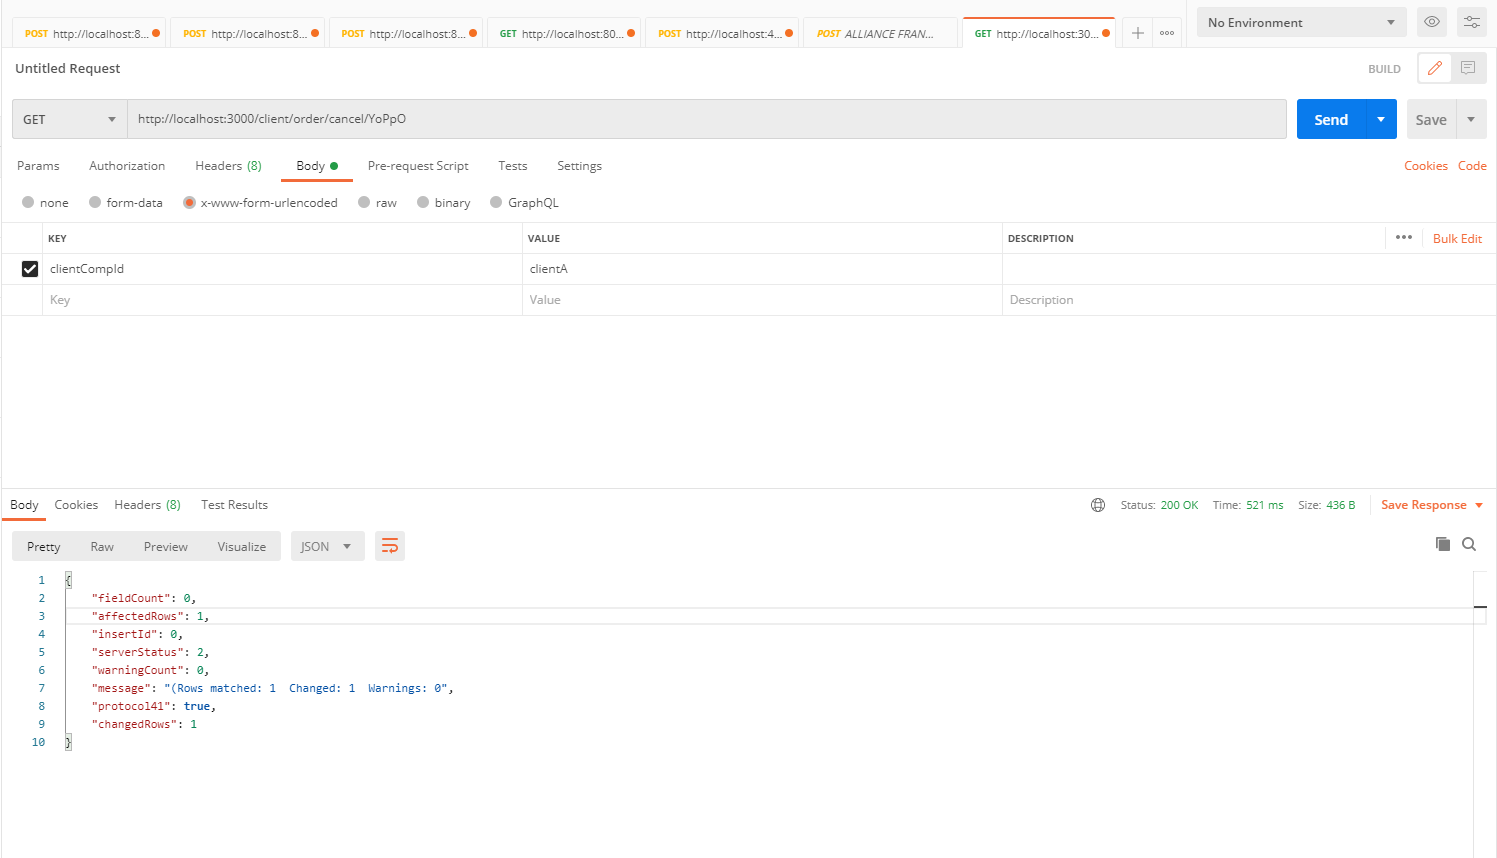 POST http://localhost:8... POST http://localhost:8... POST http://localhost:8... GET http://localhost:80... POST http://localhost:4... POST ALLIANCE FRAN... GET http://localhost:30... No Environment
Untitled Request BUILD
GET http://localhost:3000/client/order/cancel/YoPpO Send Save
Params Authorization Headers (8) Body Pre-request Script Tests Settings Cookies Code
none form-data x-www-form-urlencoded raw binary GraphQL
KEY VALUE DESCRIPTION Bulk Edit
clientCompId clientA
Key Value Description
Body Cookies Headers (8) Test Results Status: 200 OK Time: 521 ms Size: 436 B Save Response
Pretty Raw Preview Visualize JSON
1 {
2 "fieldCount": 0,
3 "affectedRows": 1,
4 "insertId": 0,
5 "serverStatus": 2,
6 "warningCount": 0,
7 "message": "(Rows matched: 1  Changed: 1  Warnings: 0",
8 "protocol41": true,
9 "changedRows": 1
10 }